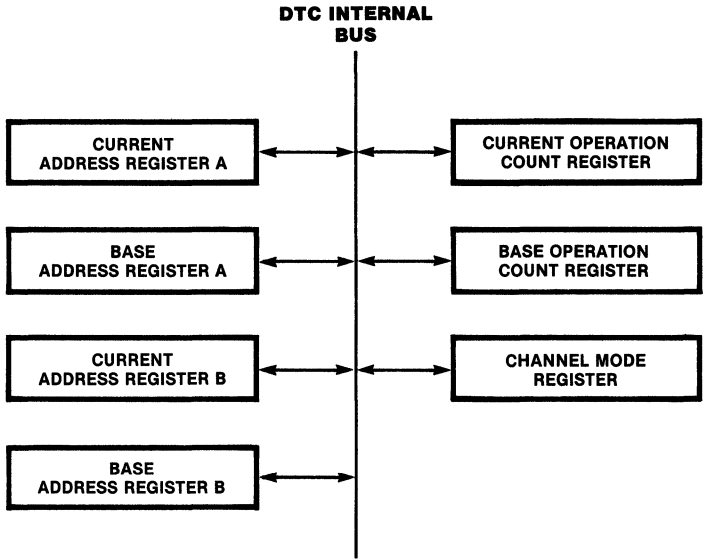 DTC INTERNAL
BUS
CURRENT
ADDRESS REGISTER A
CURRENT OPERATION
COUNT REGISTER
BASE
ADDRESS REGISTER A
BASE OPERATION
COUNT REGISTER
CURRENT
ADDRESS REGISTER B
CHANNEL MODE
REGISTER
BASE
ADDRESS REGISTER B